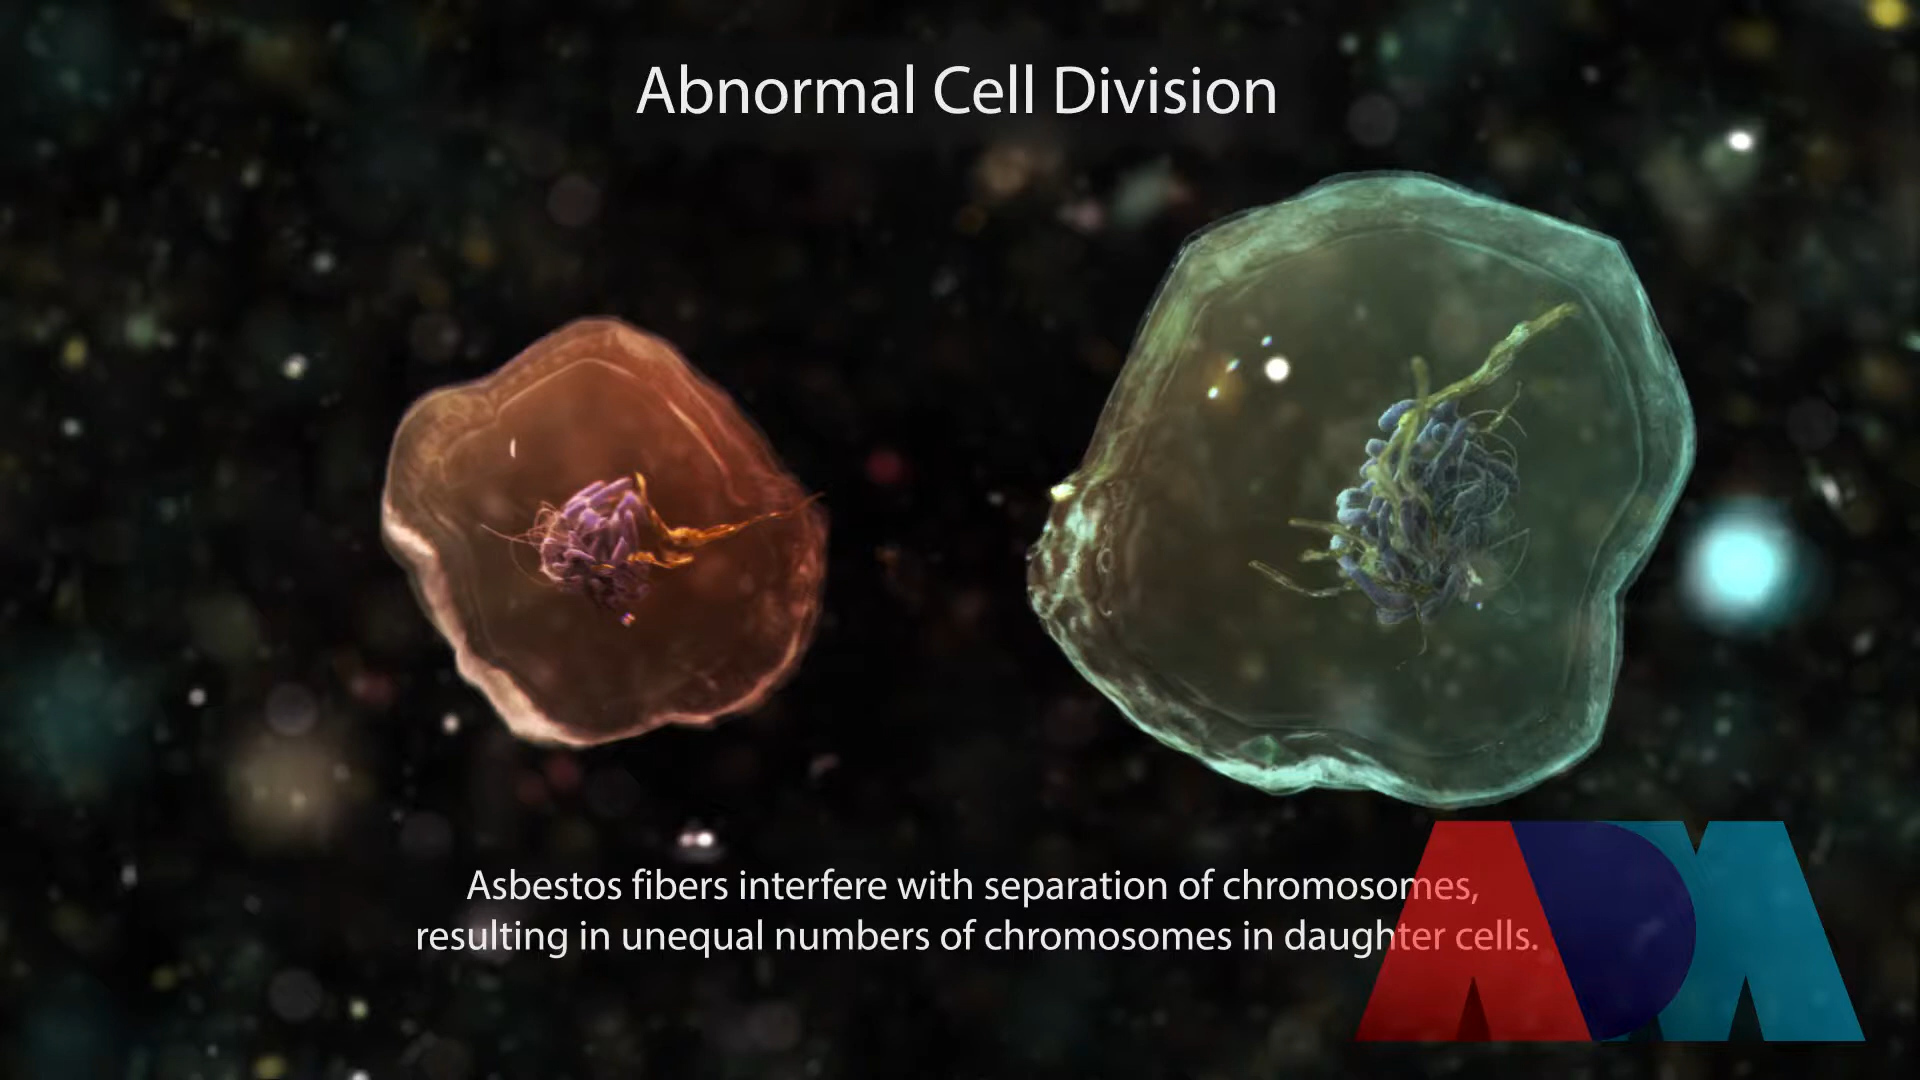 Abnormal Cell Division
Asbestos fibers interfere with separation of chromosomes,
resulting in unequal numbers of chromosomes in daughter cells.
ADM